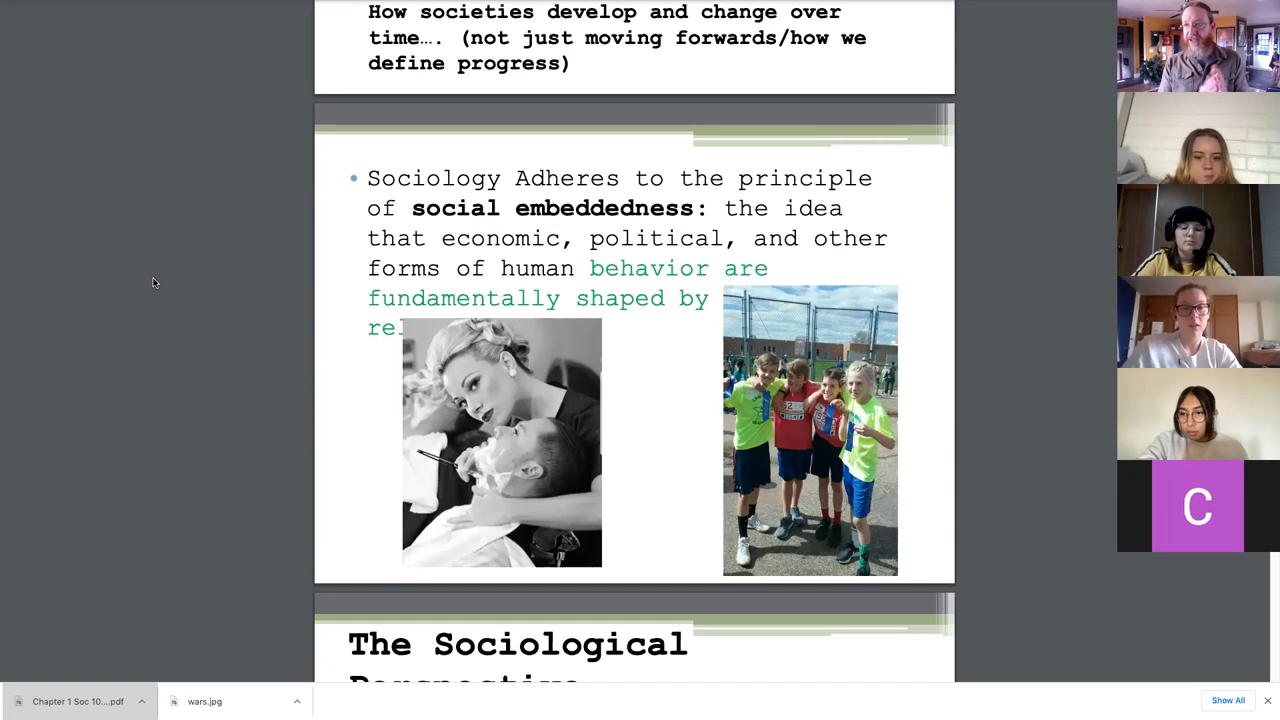 How societies develop and change over
time…. (not just moving forwards/how we
define progress)
• Sociology Adheres to the principle
of social embeddedness: the idea
that economic, political, and other
forms of human behavior are
fundamentally shaped by
The Sociological
Chapter 1 Soc 10....pdf
wars.jpg
Show All
C